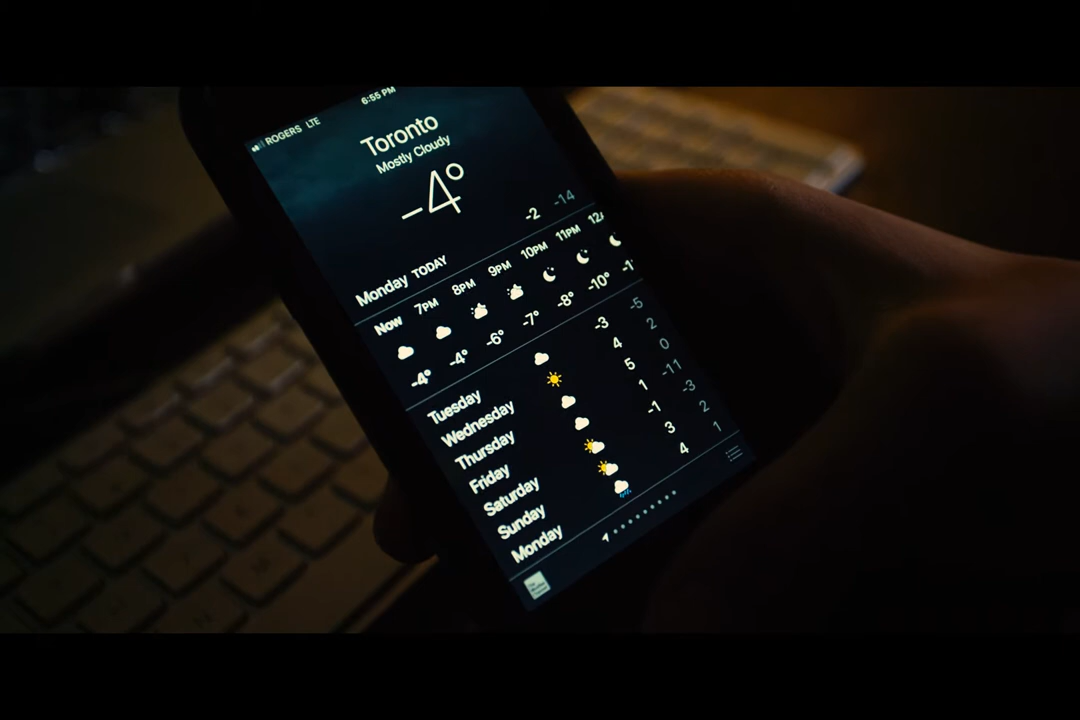 ROGERS LTE 6:55 PM
Toronto
Mostly Cloudy
-4°
Monday TODAY -2 -14
Now 7PM 8PM 9PM 10PM 11PM 12
-4° -4° -6° -7° -8° -10° -1
Tuesday -3 -5
Wednesday 4 2
Thursday 5 0
Friday 1 -11
Saturday -1 -3
Sunday 3 2
Monday 4 1